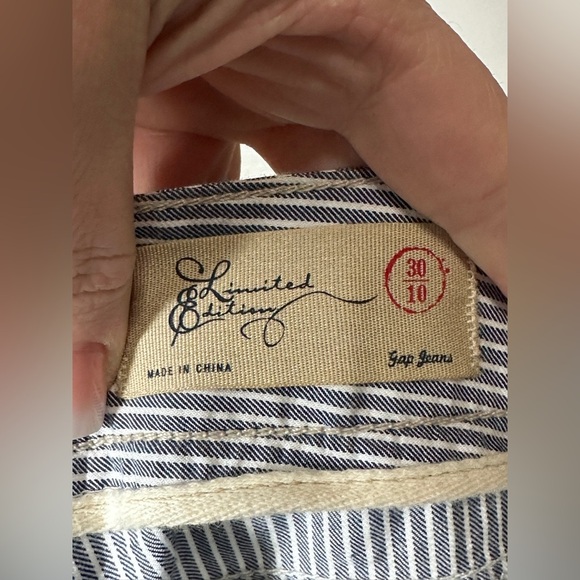 Limited
Edition
30
10
MADE IN CHINA
Gap Jeans